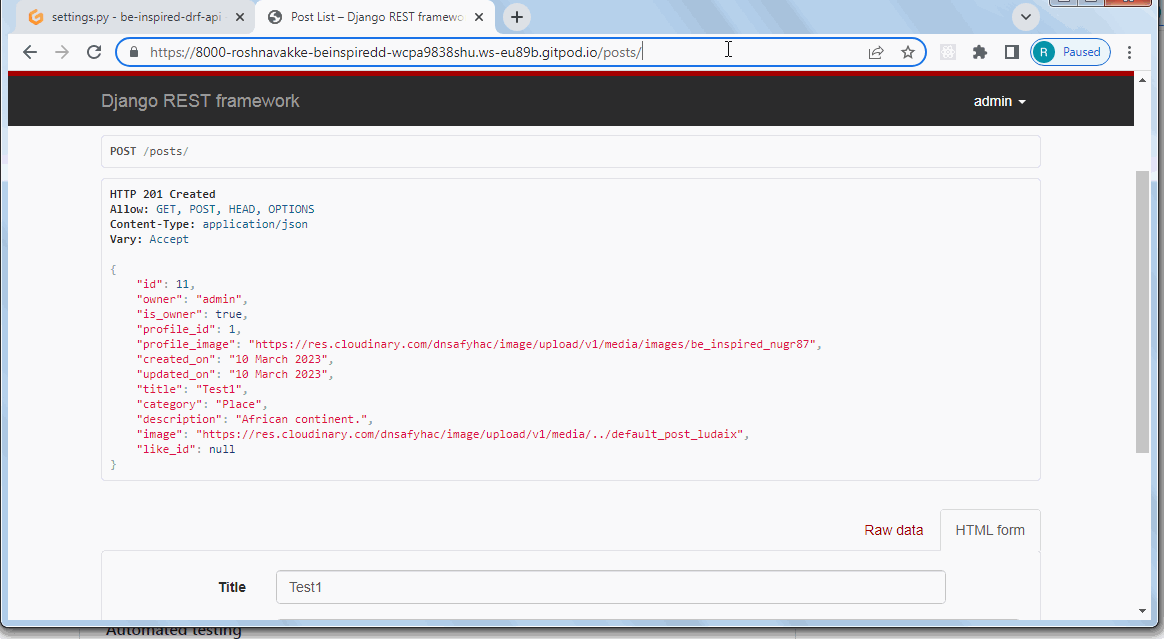 settings.py - be-inspired-drf-api
Post List – Django REST framewo
https://8000-roshnavakke-beinspiredd-wcpa9838shu.ws-eu89b.gitpod.io/posts/
R Paused
Django REST framework
admin
POST /posts/
HTTP 201 Created
Allow: GET, POST, HEAD, OPTIONS
Content-Type: application/json
Vary: Accept
{
"id": 11,
"owner": "admin",
"is_owner": true,
"profile_id": 1,
"profile_image": "https://res.cloudinary.com/dnsafyhac/image/upload/v1/media/images/be_inspired_nugr87",
"created_on": "10 March 2023",
"updated_on": "10 March 2023",
"title": "Test1",
"category": "Place",
"description": "African continent.",
"image": "https://res.cloudinary.com/dnsafyhac/image/upload/v1/media/../default_post_ludaix",
"like_id": null
}
Raw data
HTML form
Title
Test1
Automated testing